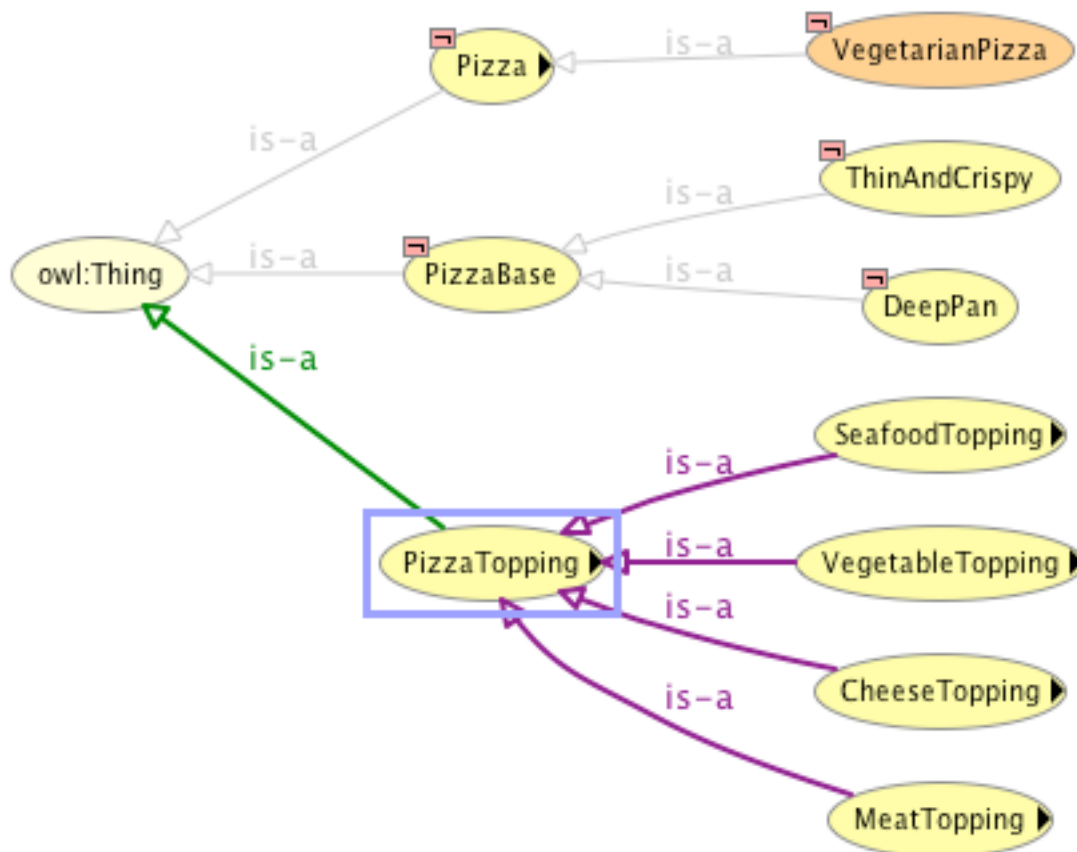 is-a
VegetarianPizza
Pizza
is-a
is-a
ThinAndCrispy
owl:Thing
is-a
PizzaBase
is-a
DeepPan
is-a
SeafoodTopping
is-a
PizzaTopping
is-a
VegetableTopping
is-a
CheeseTopping
is-a
MeatTopping